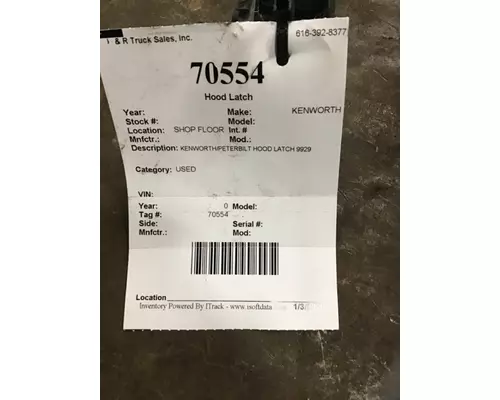 & R Truck Sales, Inc. 616-392-8377
70554
Hood Latch
Year: Make: KENWORTH
Stock #: Model:
Location: SHOP FLOOR Int. #
Mnfctr.: Mod.:
Description: KENWORTH/PETERBILT HOOD LATCH 9929
Category: USED
VIN:
Year: 0 Model:
Tag #: 70554
Side: Serial #:
Mnfctr.: Mod:
Location
Inventory Powered By ITrack - www.isoftdata 1/3/